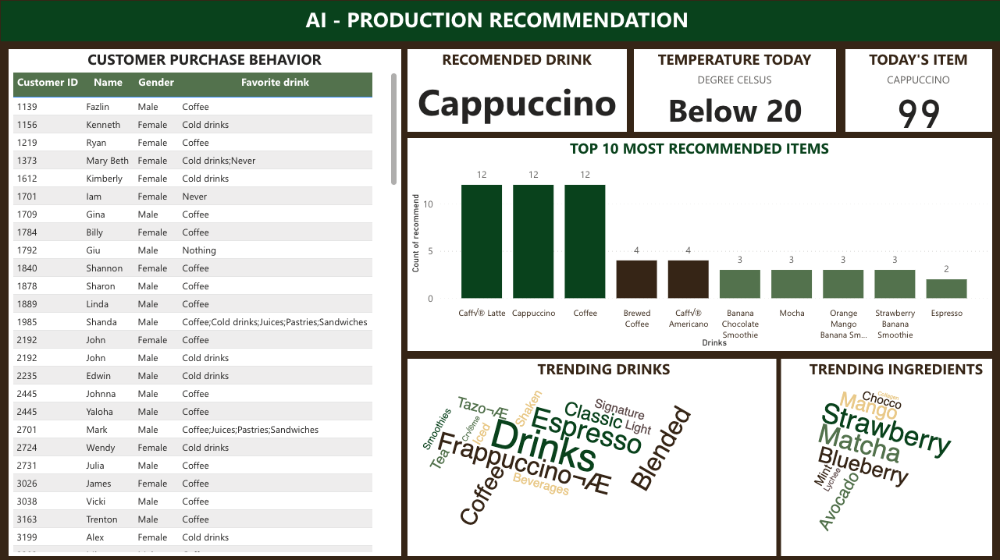 AI - PRODUCTION RECOMMENDATION
CUSTOMER PURCHASE BEHAVIOR
Customer ID Name Gender Favorite drink
1139 Fazlin Male Coffee
1156 Kenneth Female Cold drinks
1219 Ryan Female Coffee
1373 Mary Beth Female Cold drinks;Never
1612 Kimberly Female Cold drinks
1701 Iam Female Never
1709 Gina Male Coffee
1784 Billy Female Coffee
1792 Giu Male Nothing
1840 Shannon Female Coffee
1878 Sharon Male Coffee
1889 Linda Male Coffee
1985 Shanda Male Coffee;Cold drinks;Juices;Pastries;Sandwiches
2192 John Female Coffee
2192 John Male Cold drinks
2235 Edwin Male Cold drinks
2445 Johnna Male Coffee
2445 Yaloha Male Coffee
2701 Mark Male Coffee;Juices;Pastries;Sandwiches
2724 Wendy Female Cold drinks
2731 Julia Male Coffee
3026 James Female Coffee
3038 Vicki Male Coffee
3163 Trenton Male Coffee
3199 Alex Female Cold drinks
RECOMENDED DRINK
Cappuccino
TEMPERATURE TODAY
DEGREE CELSUS
Below 20
TODAY'S ITEM
CAPPUCCINO
99
TOP 10 MOST RECOMMENDED ITEMS
Count of recommend
10
5
0
12 12 12 4 4 3 3 3 3 2
Caff√® Latte
Cappuccino
Coffee
Brewed
Coffee
Caff√®
Americano
Banana
Chocolate
Smoothie
Mocha
Orange
Mango
Banana Sm...
Strawberry
Banana
Smoothie
Espresso
Drinks
TRENDING DRINKS
Smoothies
Tazo¬Æ
Shaken
Classic
Signature
Light
Espresso
Cr√®me
Iced
Drinks
Tea
Frappuccino¬Æ
Blended
Beverages
Coffee
TRENDING INGREDIENTS
Mango
Chocco
Strawberry
Matcha
Blueberry
Mint
Lychee
Avocado